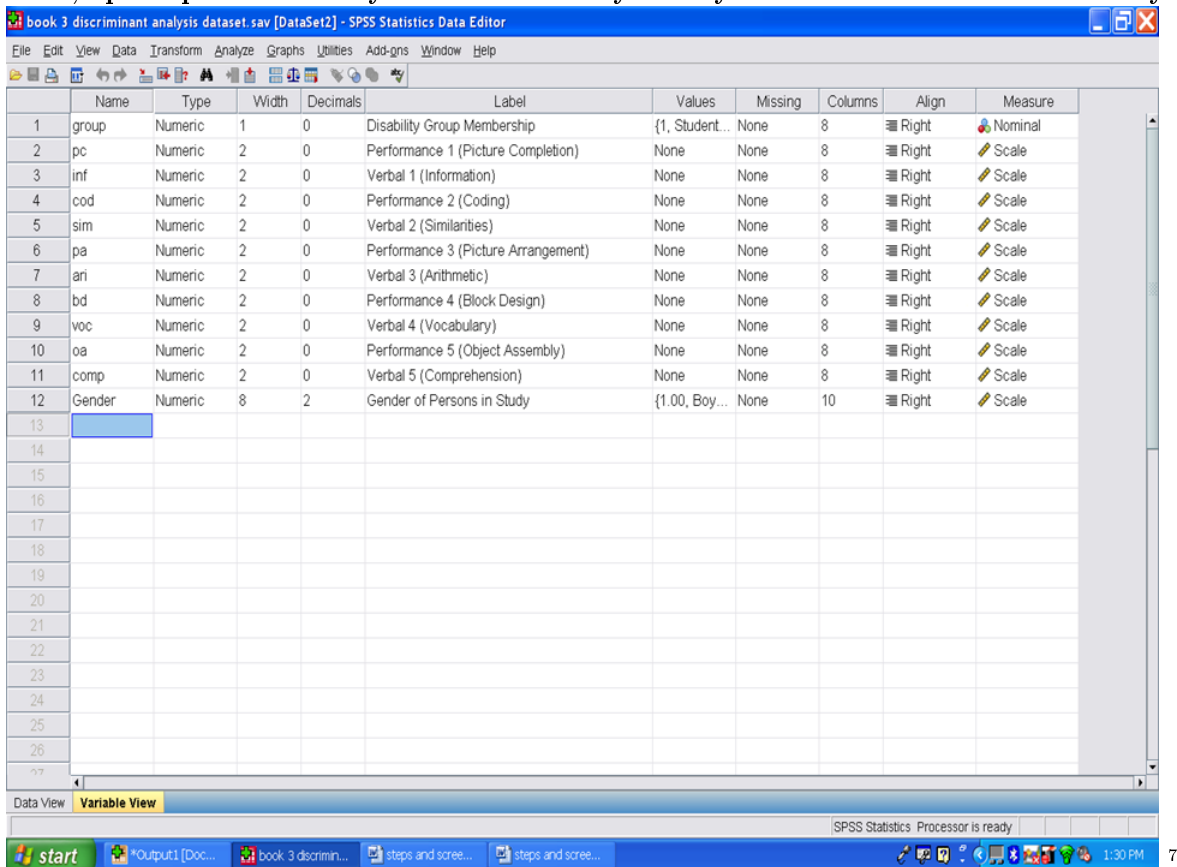 book 3 discriminant analysis dataset.sav [DataSet2] - SPSS Statistics Data Editor
File Edit View Data Transform Analyze Graphs Utilities Add-ons Window Help
Name Type Width Decimals Label Values Missing Columns Align Measure
1 group Numeric 1 0 Disability Group Membership {1, Student... None 8 Right Nominal
2 pc Numeric 2 0 Performance 1 (Picture Completion) None None 8 Right Scale
3 inf Numeric 2 0 Verbal 1 (Information) None None 8 Right Scale
4 cod Numeric 2 0 Performance 2 (Coding) None None 8 Right Scale
5 sim Numeric 2 0 Verbal 2 (Similarities) None None 8 Right Scale
6 pa Numeric 2 0 Performance 3 (Picture Arrangement) None None 8 Right Scale
7 ari Numeric 2 0 Verbal 3 (Arithmetic) None None 8 Right Scale
8 bd Numeric 2 0 Performance 4 (Block Design) None None 8 Right Scale
9 voc Numeric 2 0 Verbal 4 (Vocabulary) None None 8 Right Scale
10 oa Numeric 2 0 Performance 5 (Object Assembly) None None 8 Right Scale
11 comp Numeric 2 0 Verbal 5 (Comprehension) None None 8 Right Scale
12 Gender Numeric 8 2 Gender of Persons in Study {1.00, Boy... None 10 Right Scale
13
14
15
16
17
18
19
20
21
22
23
24
25
26
27
Data View Variable View
SPSS Statistics Processor is ready
start *Output1 [Doc... book 3 discrimin... steps and scree... steps and scree... 1:30 PM
7